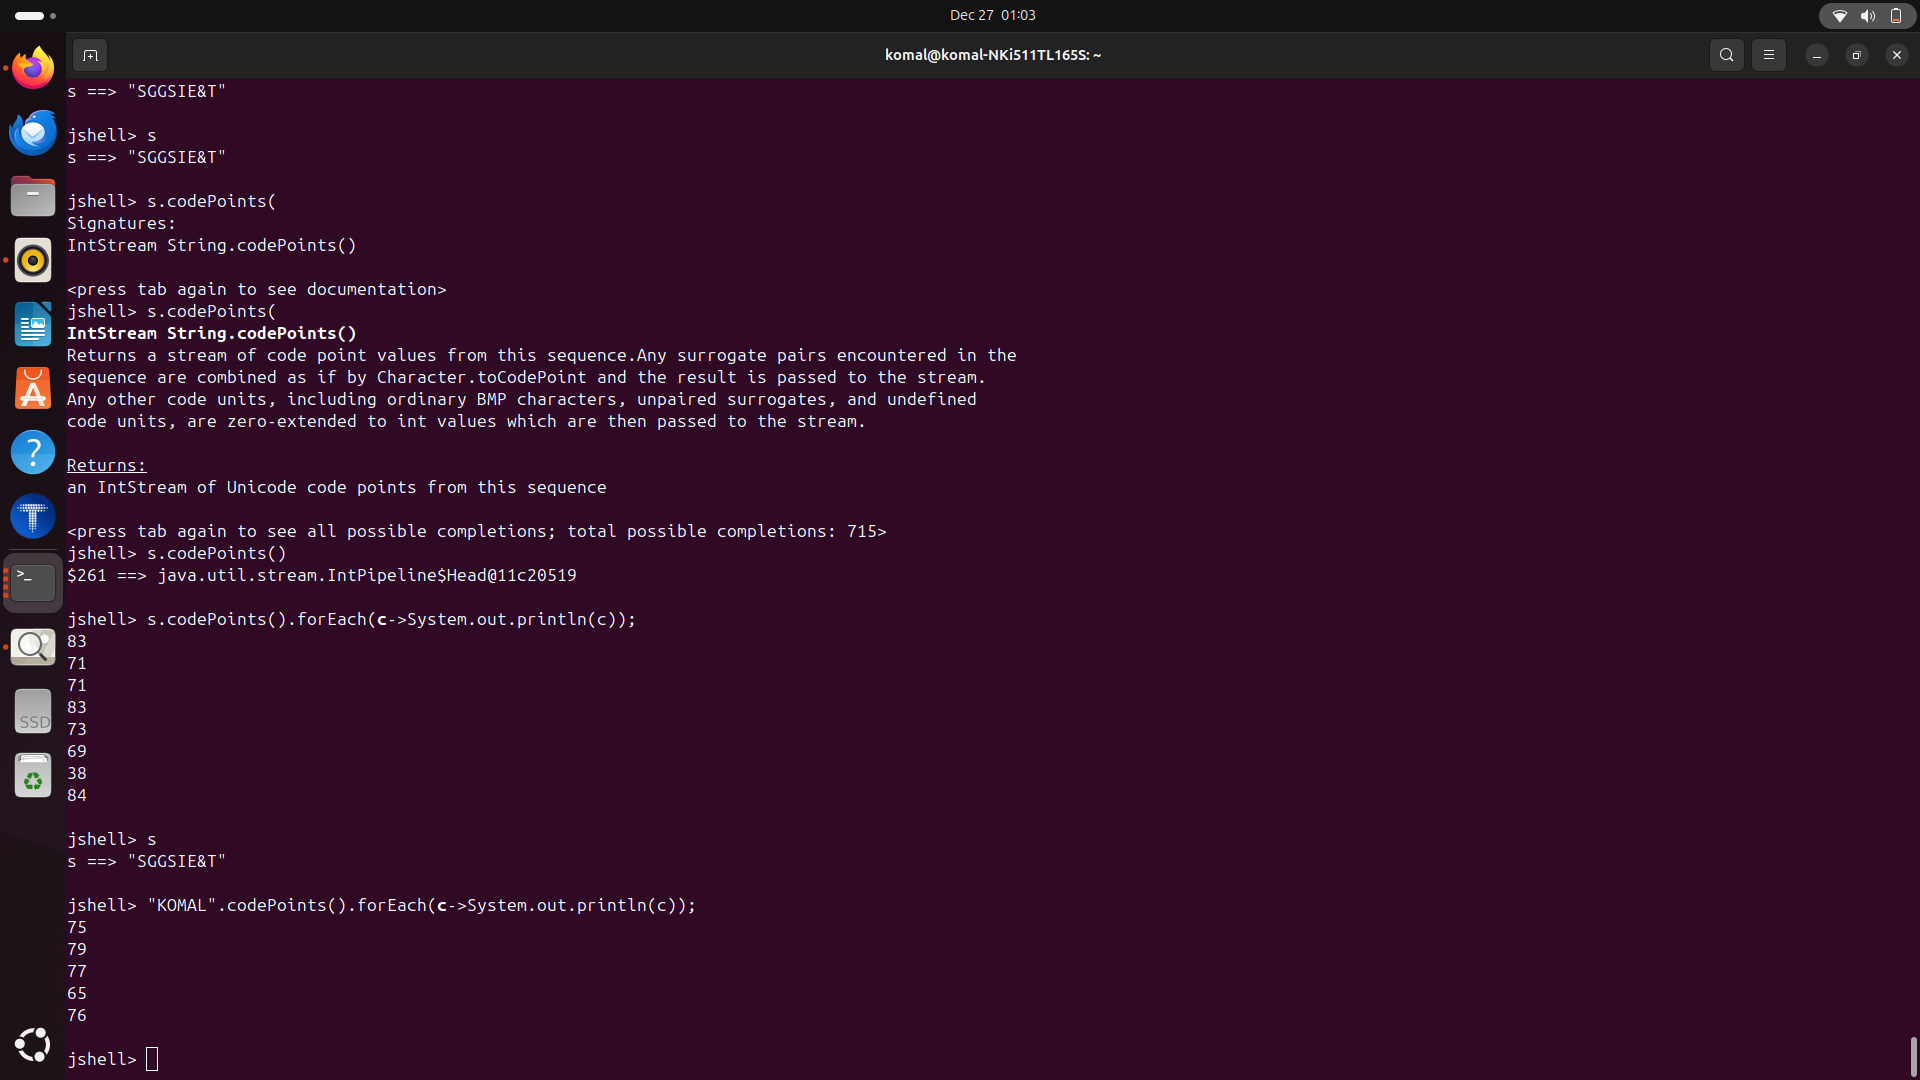 Dec 27 01:03
komal@komal-NKi511TL165S: ~
s ==> "SGGSIE&T"
jshell> s
s ==> "SGGSIE&T"
jshell> s.codePoints(
Signatures:
IntStream String.codePoints()
<press tab again to see documentation>
jshell> s.codePoints(
IntStream String.codePoints()
Returns a stream of code point values from this sequence.Any surrogate pairs encountered in the
sequence are combined as if by Character.toCodePoint and the result is passed to the stream.
Any other code units, including ordinary BMP characters, unpaired surrogates, and undefined
code units, are zero-extended to int values which are then passed to the stream.
Returns:
an IntStream of Unicode code points from this sequence
<press tab again to see all possible completions; total possible completions: 715>
jshell> s.codePoints()
$261 ==> java.util.stream.IntPipeline$Head@11c20519
jshell> s.codePoints().forEach(c->System.out.println(c));
83
71
71
83
73
69
38
84
jshell> s
s ==> "SGGSIE&T"
jshell> "KOMAL".codePoints().forEach(c->System.out.println(c));
75
79
77
65
76
jshell>
SSD